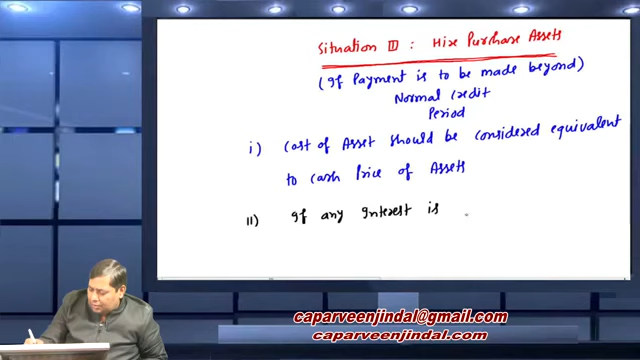 Situation III : Hire Purchase Assets
(If Payment is to be made beyond)
Normal Credit
Period
i) Cost of Asset should be considered equivalent
to cash Price of Assets
II) If any Interest is
caparveenjindal@gmail.com
caparveenjindal.com